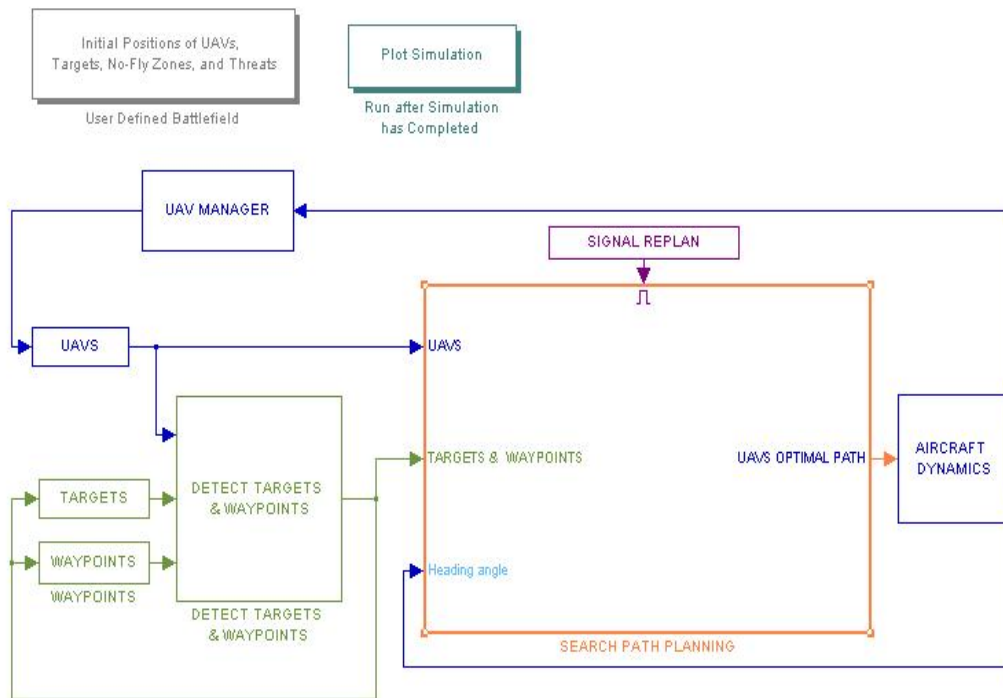 Initial Positions of UAVs,
Targets, No-Fly Zones, and Threats
User Defined Battlefield
Plot Simulation
Run after Simulation
has Completed
UAV MANAGER
SIGNAL REPLAN
UAVS
UAVS
TARGETS & WAYPOINTS
UAVS OPTIMAL PATH
AIRCRAFT
DYNAMICS
TARGETS
DETECT TARGETS
& WAYPOINTS
WAYPOINTS
WAYPOINTS
Heading angle
DETECT TARGETS
& WAYPOINTS
SEARCH PATH PLANNING